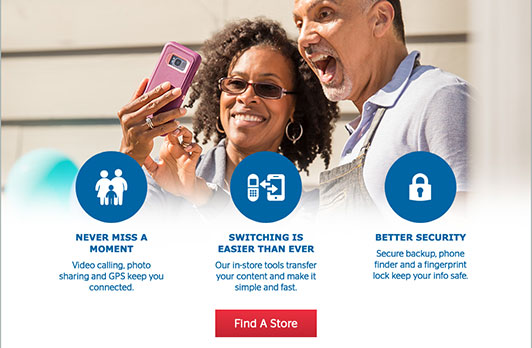 NEVER MISS A
MOMENT
Video calling, photo
sharing and GPS keep you
connected.
SWITCHING IS
EASIER THAN EVER
Our in-store tools transfer
your content and make it
simple and fast.
BETTER SECURITY
Secure backup, phone
finder and a fingerprint
lock keep your info safe.
Find A Store